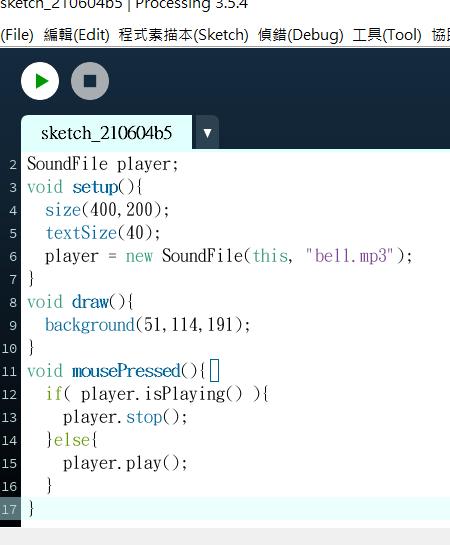 sketch_210604b5 | Processing 3.5.4
(File) 編輯(Edit) 程式素描本(Sketch) 偵錯(Debug) 工具(Tool) 協
sketch_210604b5 ▼
2 SoundFile player;
3 void setup(){
4   size(400,200);
5   textSize(40);
6   player = new SoundFile(this, "bell.mp3");
7 }
8 void draw(){
9   background(51,114,191);
10 }
11 void mousePressed(){
12   if( player.isPlaying() ){
13     player.stop();
14   }else{
15     player.play();
16   }
17 }